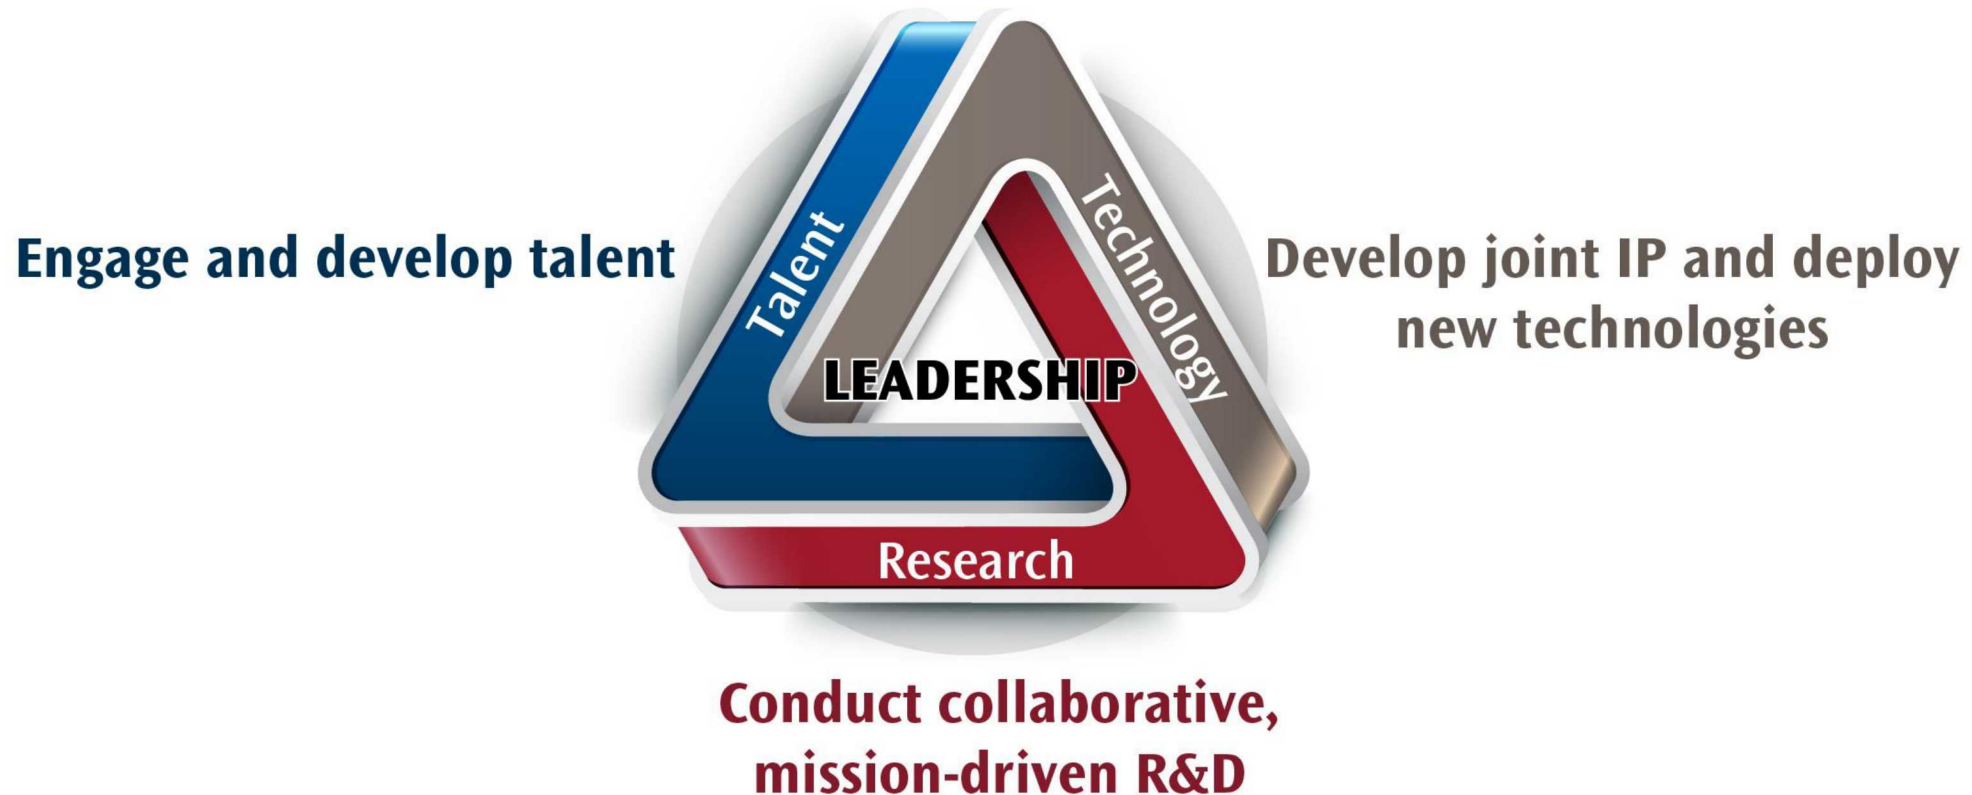 Engage and develop talent
Talent
Technology
LEADERSHIP
Research
Develop joint IP and deploy
new technologies
Conduct collaborative,
mission-driven R&D